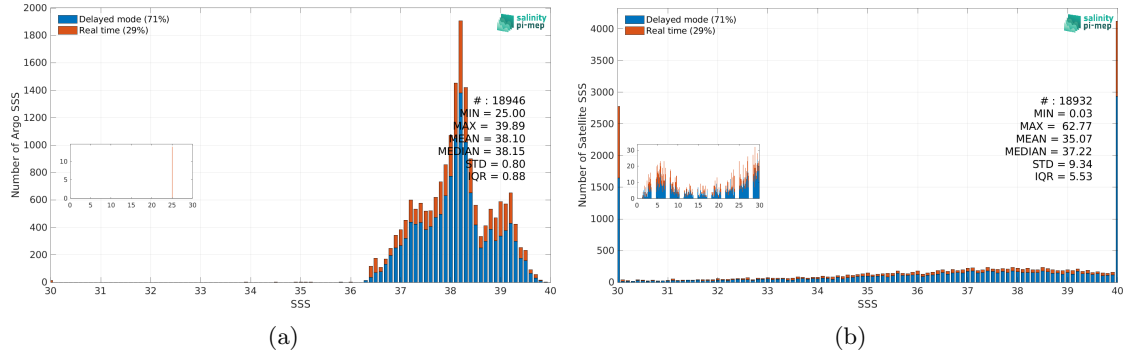 Delayed mode (71%)
Real time (29%)
salinity
pi-mep
Number of Argo SSS
2000
1800
1600
1400
1200
1000
800
600
400
200
0
# : 18946
MIN = 25.00
MAX = 39.89
MEAN = 38.10
MEDIAN = 38.15
STD = 0.80
IQR = 0.88
10
5
0
0 5 10 15 20 25 30
30 31 32 33 34 35 36 37 38 39 40
SSS
(a)
Delayed mode (71%)
Real time (29%)
salinity
pi-mep
Number of Satellite SSS
4000
3500
3000
2500
2000
1500
1000
500
0
# : 18932
MIN = 0.03
MAX = 62.77
MEAN = 35.07
MEDIAN = 37.22
STD = 9.34
IQR = 5.53
30
20
10
0
0 5 10 15 20 25 30
30 31 32 33 34 35 36 37 38 39 40
SSS
(b)